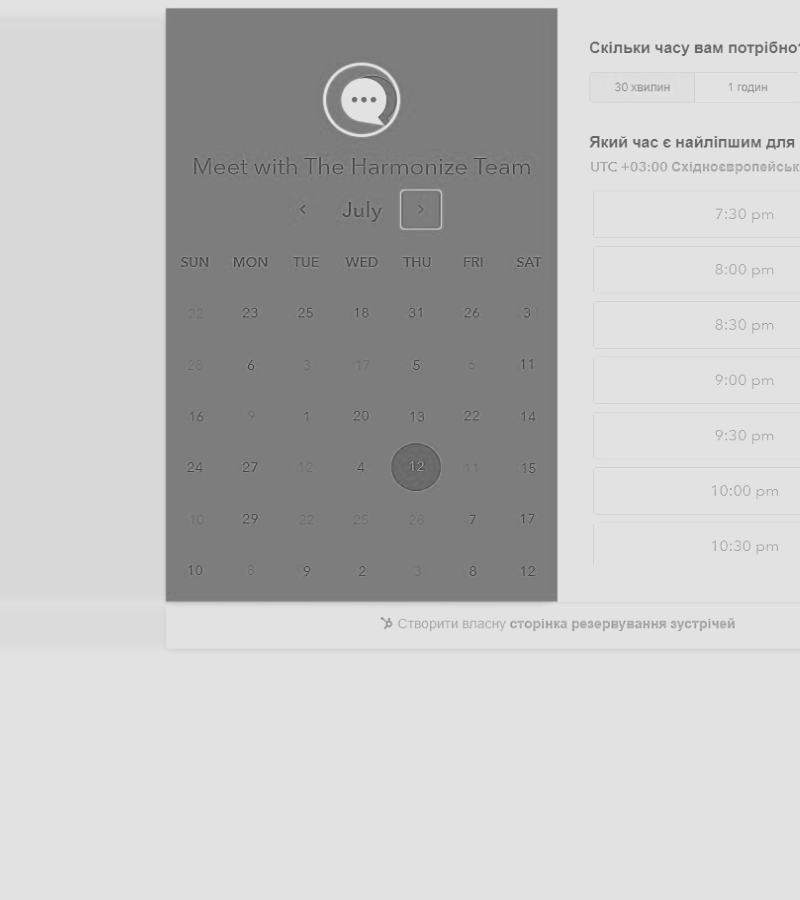 Meet with The Harmonize Team
July
SUN MON TUE WED THU FRI SAT
22 23 25 18 31 26 3
28 6 3 17 5 6 11
16 9 1 20 13 22 14
24 27 12 4 12 11 15
10 29 22 25 28 7 17
10 8 9 2 3 8 12
Скільки часу вам потрібно?
30 хвилин 1 годин
Який час є найліпшим для
UTC +03:00
7:30 pm
8:00 pm
8:30 pm
9:00 pm
9:30 pm
10:00 pm
10:30 pm
Створити власну сторінка резервування зустрічей